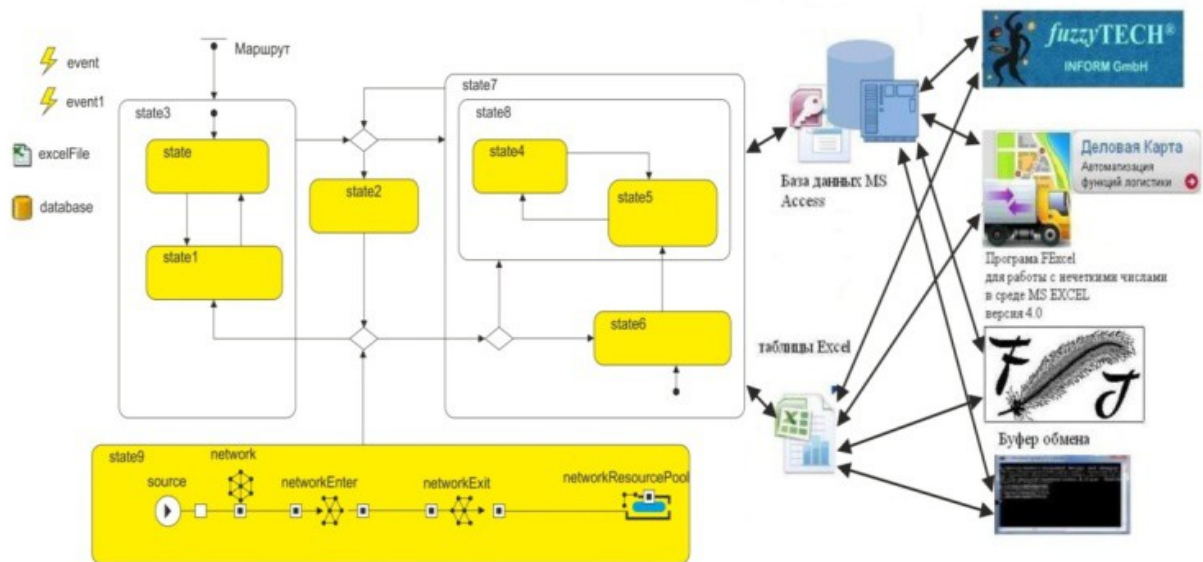 Маршрут
event
event1
excelFile
database
state3
state
state1
state2
state7
state8
state4
state5
state6
state9
source
network
networkEnter
networkExit
networkResourcePool
База данных MS
Access
таблицы Excel
fuzzyTECH®
INFORM GmbH
Деловая Карта
Автоматизация
функций логистики
Програма FExcel
для работы с нечеткими числами
в среде MS EXCEL
версия 4.0
Буфер обмена